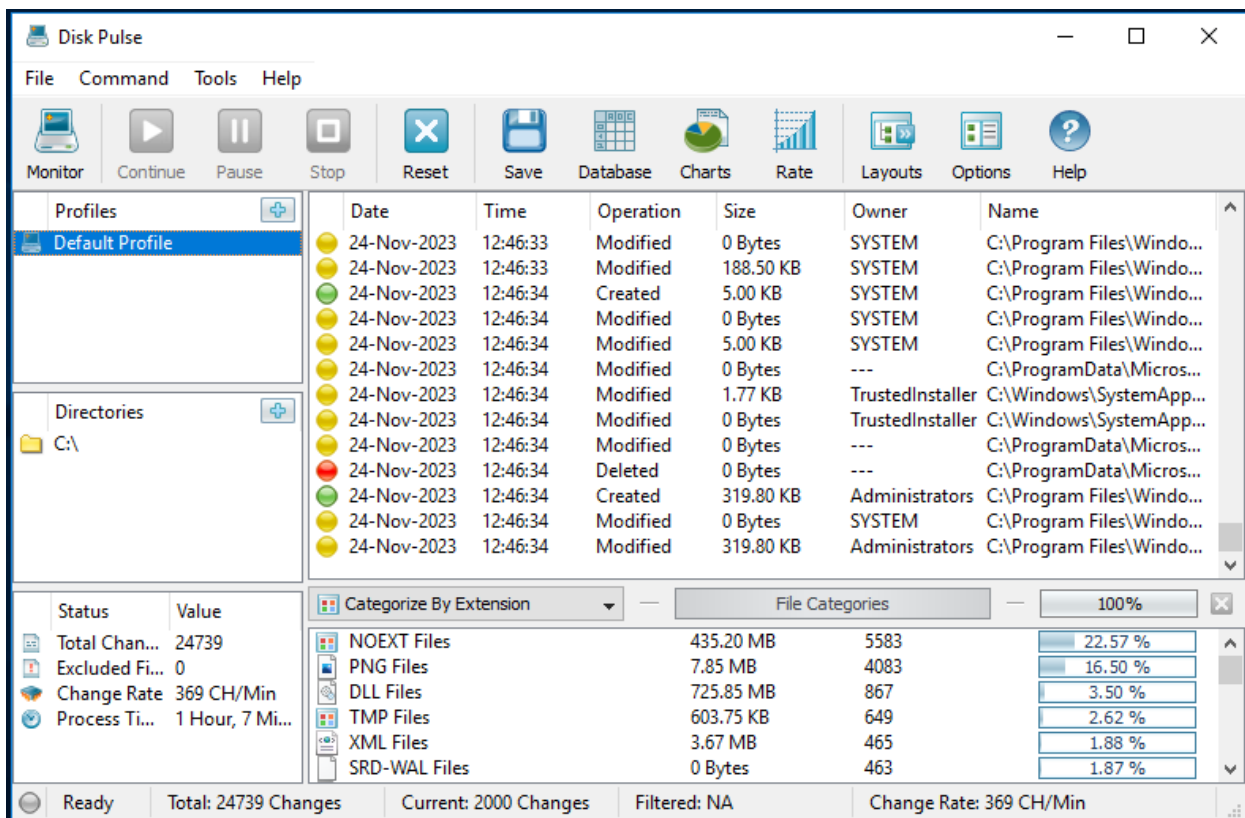 Disk Pulse
File Command Tools Help
Monitor Continue Pause Stop Reset Save Database Charts Rate Layouts Options Help
Profiles
Default Profile
Directories
C:\
Status Value
Total Chan... 24739
Excluded Fi... 0
Change Rate 369 CH/Min
Process Ti... 1 Hour, 7 Mi...
Date Time Operation Size Owner Name
24-Nov-2023 12:46:33 Modified 0 Bytes SYSTEM C:\Program Files\Windo...
24-Nov-2023 12:46:33 Modified 188.50 KB SYSTEM C:\Program Files\Windo...
24-Nov-2023 12:46:34 Created 5.00 KB SYSTEM C:\Program Files\Windo...
24-Nov-2023 12:46:34 Modified 0 Bytes SYSTEM C:\Program Files\Windo...
24-Nov-2023 12:46:34 Modified 5.00 KB SYSTEM C:\Program Files\Windo...
24-Nov-2023 12:46:34 Modified 0 Bytes --- C:\ProgramData\Micros...
24-Nov-2023 12:46:34 Modified 1.77 KB TrustedInstaller C:\Windows\SystemApp...
24-Nov-2023 12:46:34 Modified 0 Bytes TrustedInstaller C:\Windows\SystemApp...
24-Nov-2023 12:46:34 Modified 0 Bytes --- C:\ProgramData\Micros...
24-Nov-2023 12:46:34 Deleted 0 Bytes --- C:\ProgramData\Micros...
24-Nov-2023 12:46:34 Created 319.80 KB Administrators C:\Program Files\Windo...
24-Nov-2023 12:46:34 Modified 0 Bytes SYSTEM C:\Program Files\Windo...
24-Nov-2023 12:46:34 Modified 319.80 KB Administrators C:\Program Files\Windo...
Categorize By Extension File Categories 100%
NOEXT Files 435.20 MB 5583 22.57 %
PNG Files 7.85 MB 4083 16.50 %
DLL Files 725.85 MB 867 3.50 %
TMP Files 603.75 KB 649 2.62 %
XML Files 3.67 MB 465 1.88 %
SRD-WAL Files 0 Bytes 463 1.87 %
Ready Total: 24739 Changes Current: 2000 Changes Filtered: NA Change Rate: 369 CH/Min